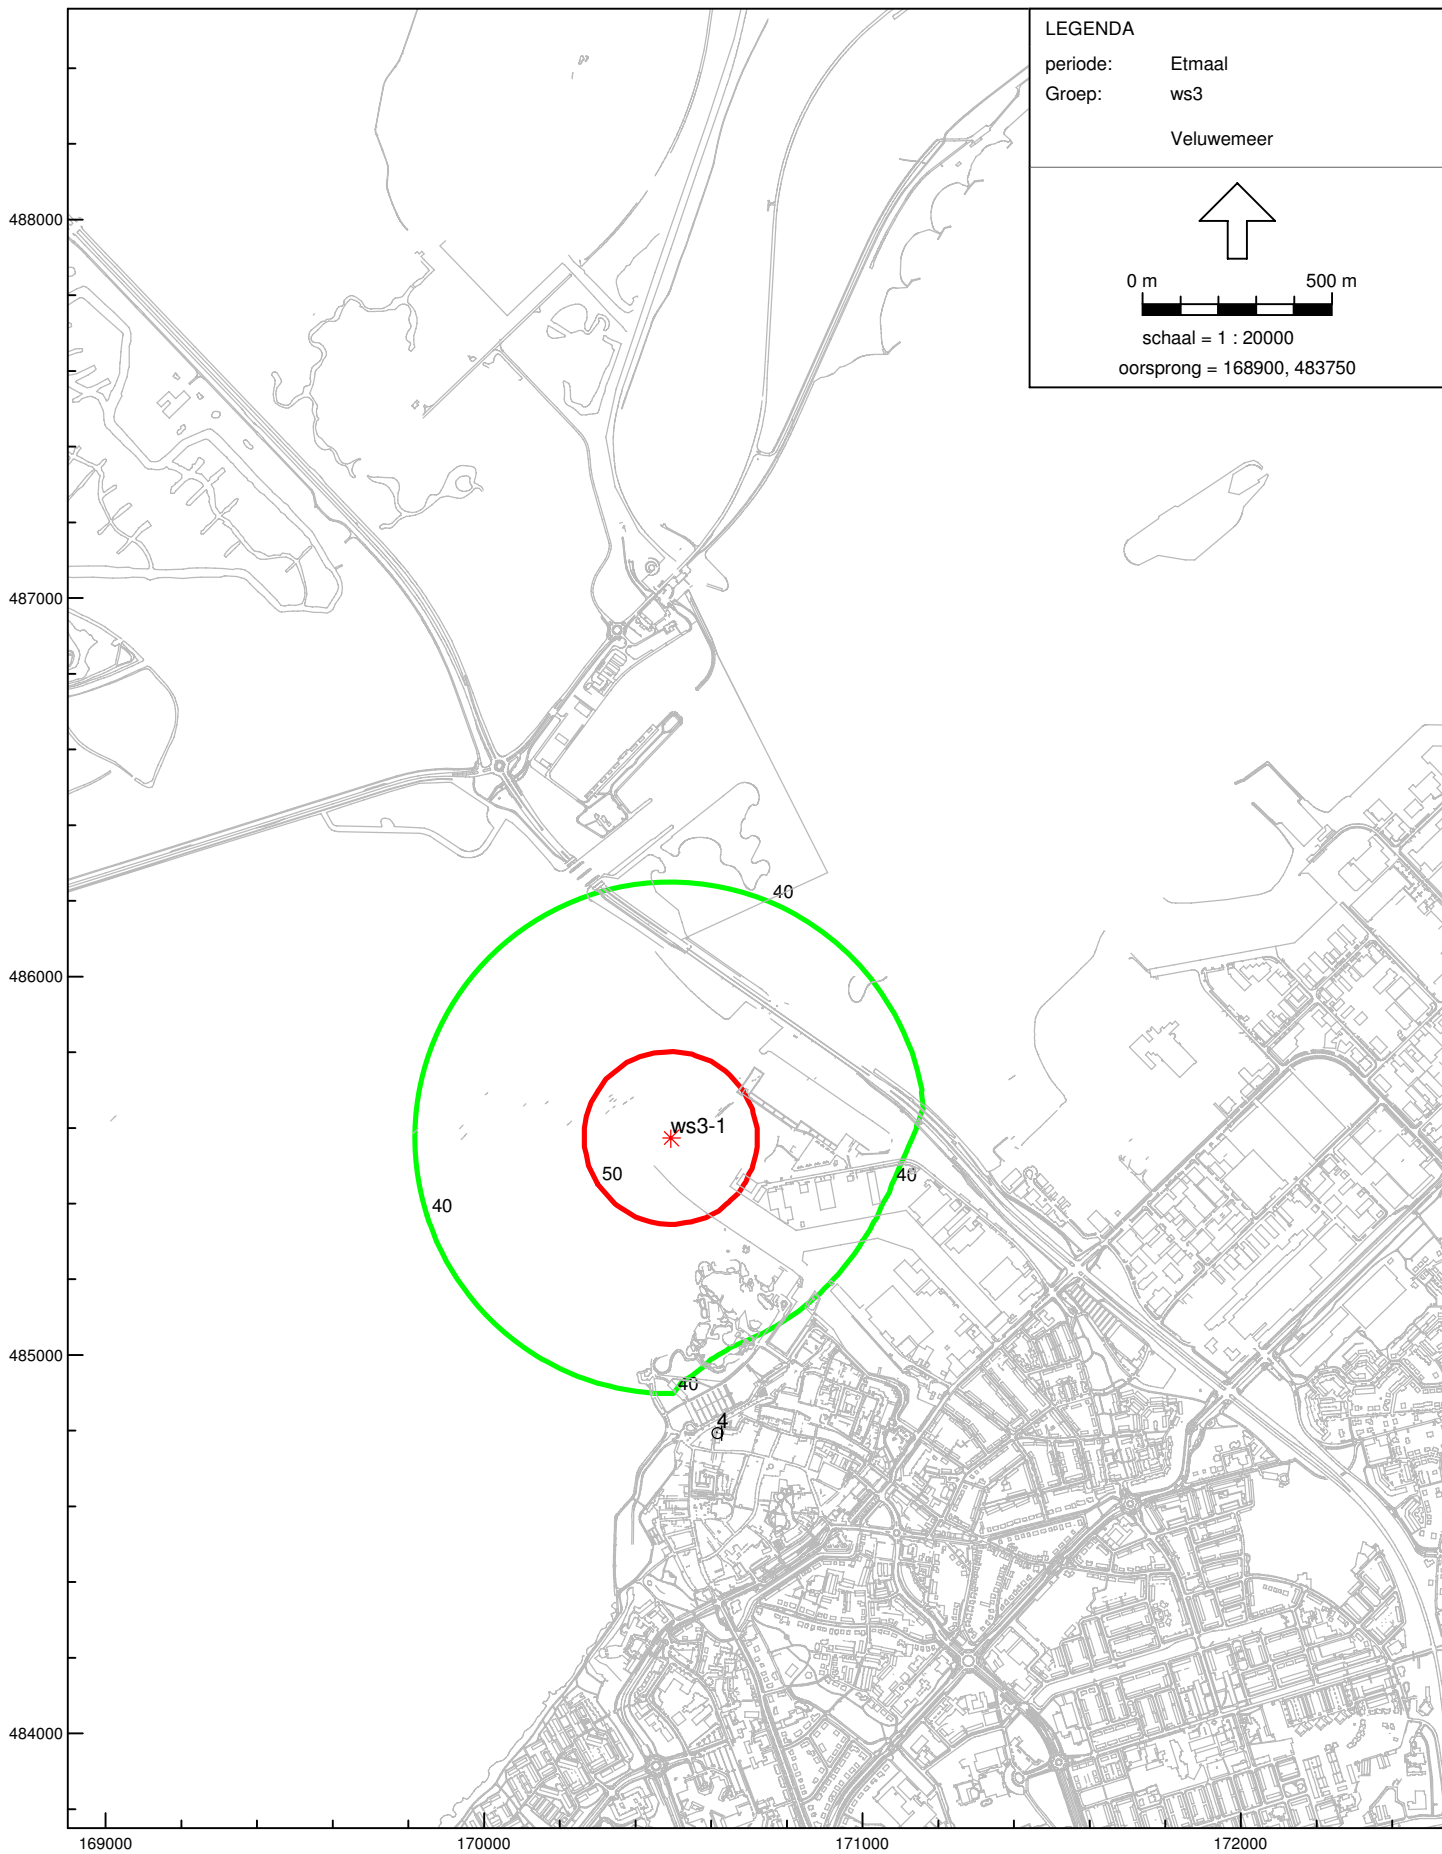 LEGENDA
periode: Etmaal
Groep: ws3
Veluwemeer
0 m 500 m
schaal = 1 : 20000
oorsprong = 168900, 483750
488000
487000
486000
485000
484000
40
ws3-1
50
40
40
40
4
169000 170000 171000 172000